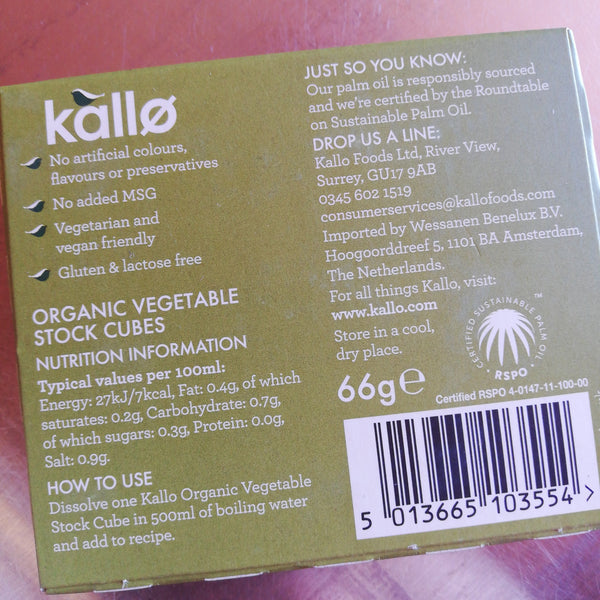 kallø
No artificial colours,
flavours or preservatives
No added MSG
Vegetarian and
vegan friendly
Gluten & lactose free
ORGANIC VEGETABLE
STOCK CUBES
NUTRITION INFORMATION
Typical values per 100ml:
Energy: 27kJ/7kcal, Fat: 0.4g, of which
saturates: 0.2g, Carbohydrate: 0.7g,
of which sugars: 0.3g, Protein: 0.0g,
Salt: 0.9g.
HOW TO USE
Dissolve one Kallo Organic Vegetable
Stock Cube in 500ml of boiling water
and add to recipe.
JUST SO YOU KNOW:
Our palm oil is responsibly sourced
and we're certified by the Roundtable
on Sustainable Palm Oil.
DROP US A LINE:
Kallo Foods Ltd, River View,
Surrey, GU17 9AB
0345 602 1519
consumerservices@kallofoods.com
Imported by Wessanen Benelux B.V.
Hoogoorddreef 5, 1101 BA Amsterdam,
The Netherlands.
For all things Kallo, visit:
www.kallo.com
Store in a cool,
dry place.
CERTIFIED SUSTAINABLE PALM OIL ™
RSPO
66g℮
Certified RSPO 4-0147-11-100-00
5 013665 103554 >